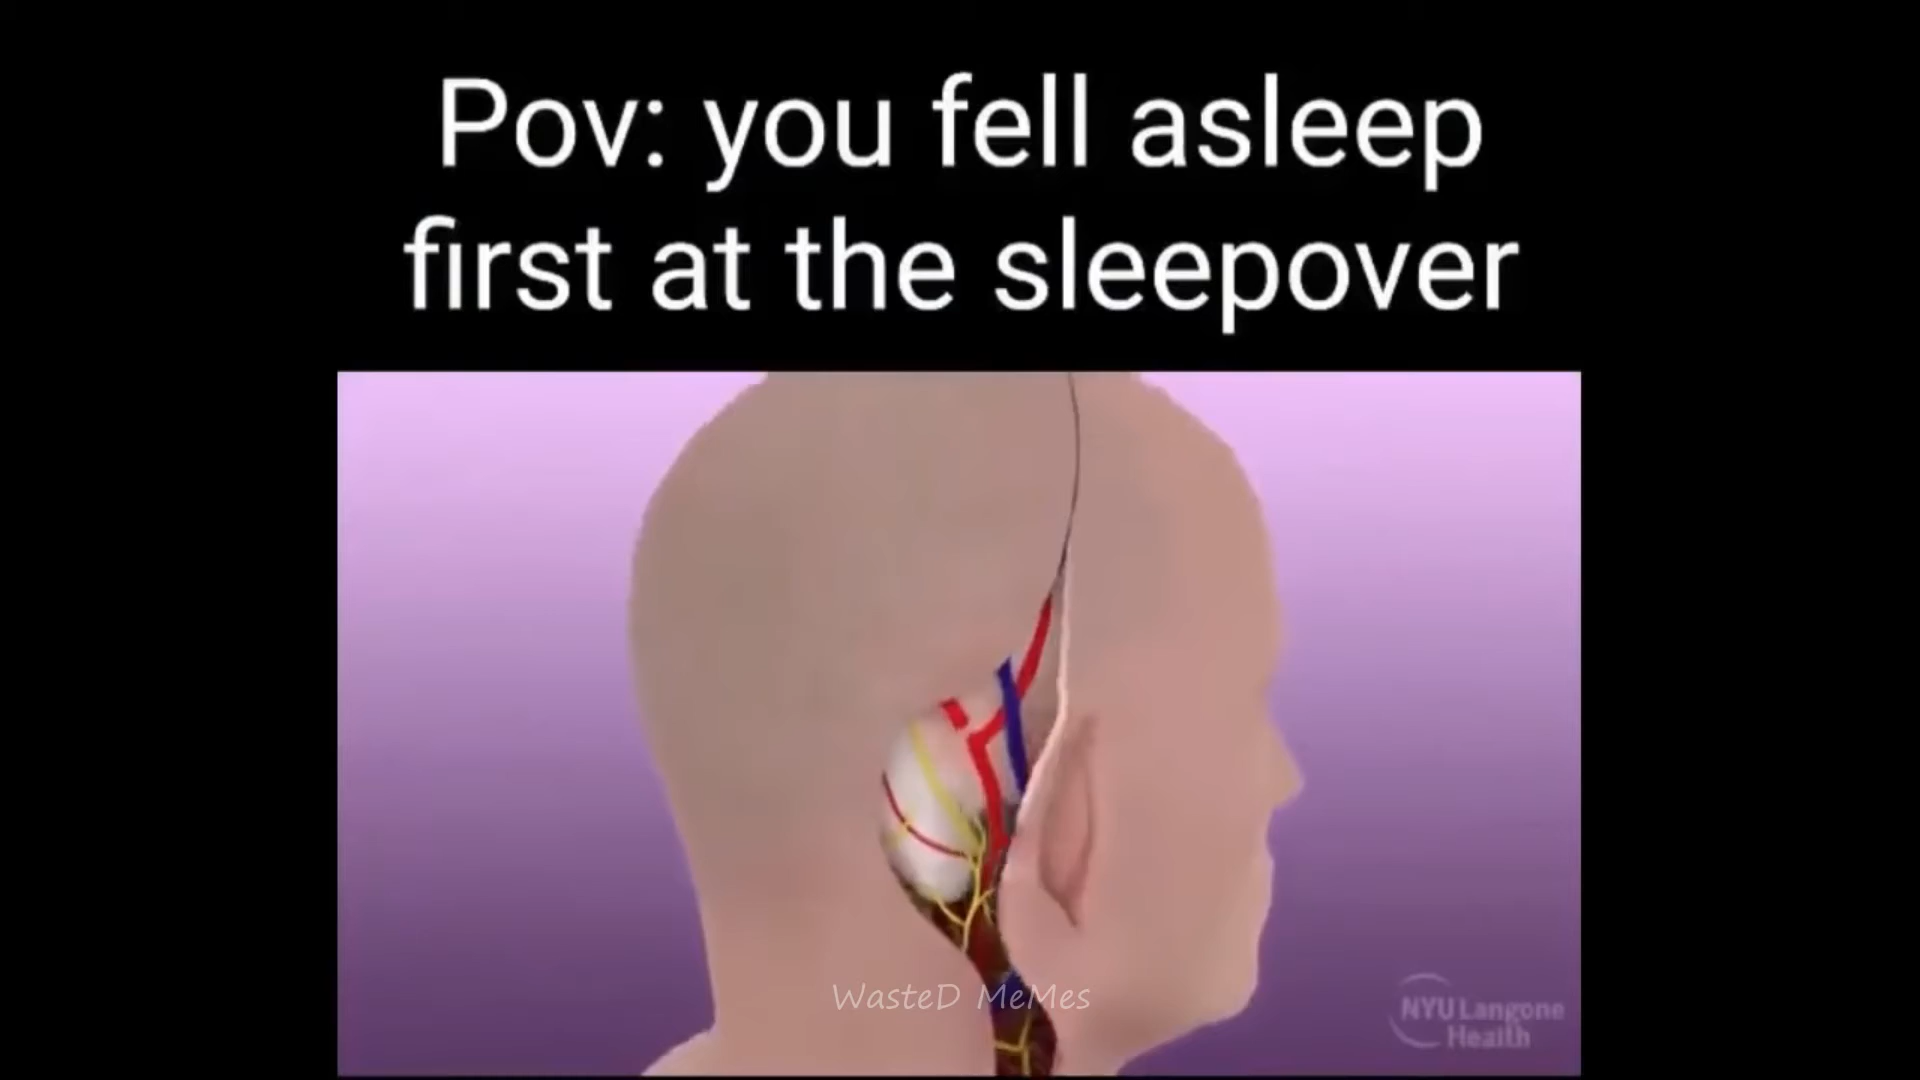 Pov: you fell asleep
first at the sleepover
WasteD MeMes
NYU Langone
Health